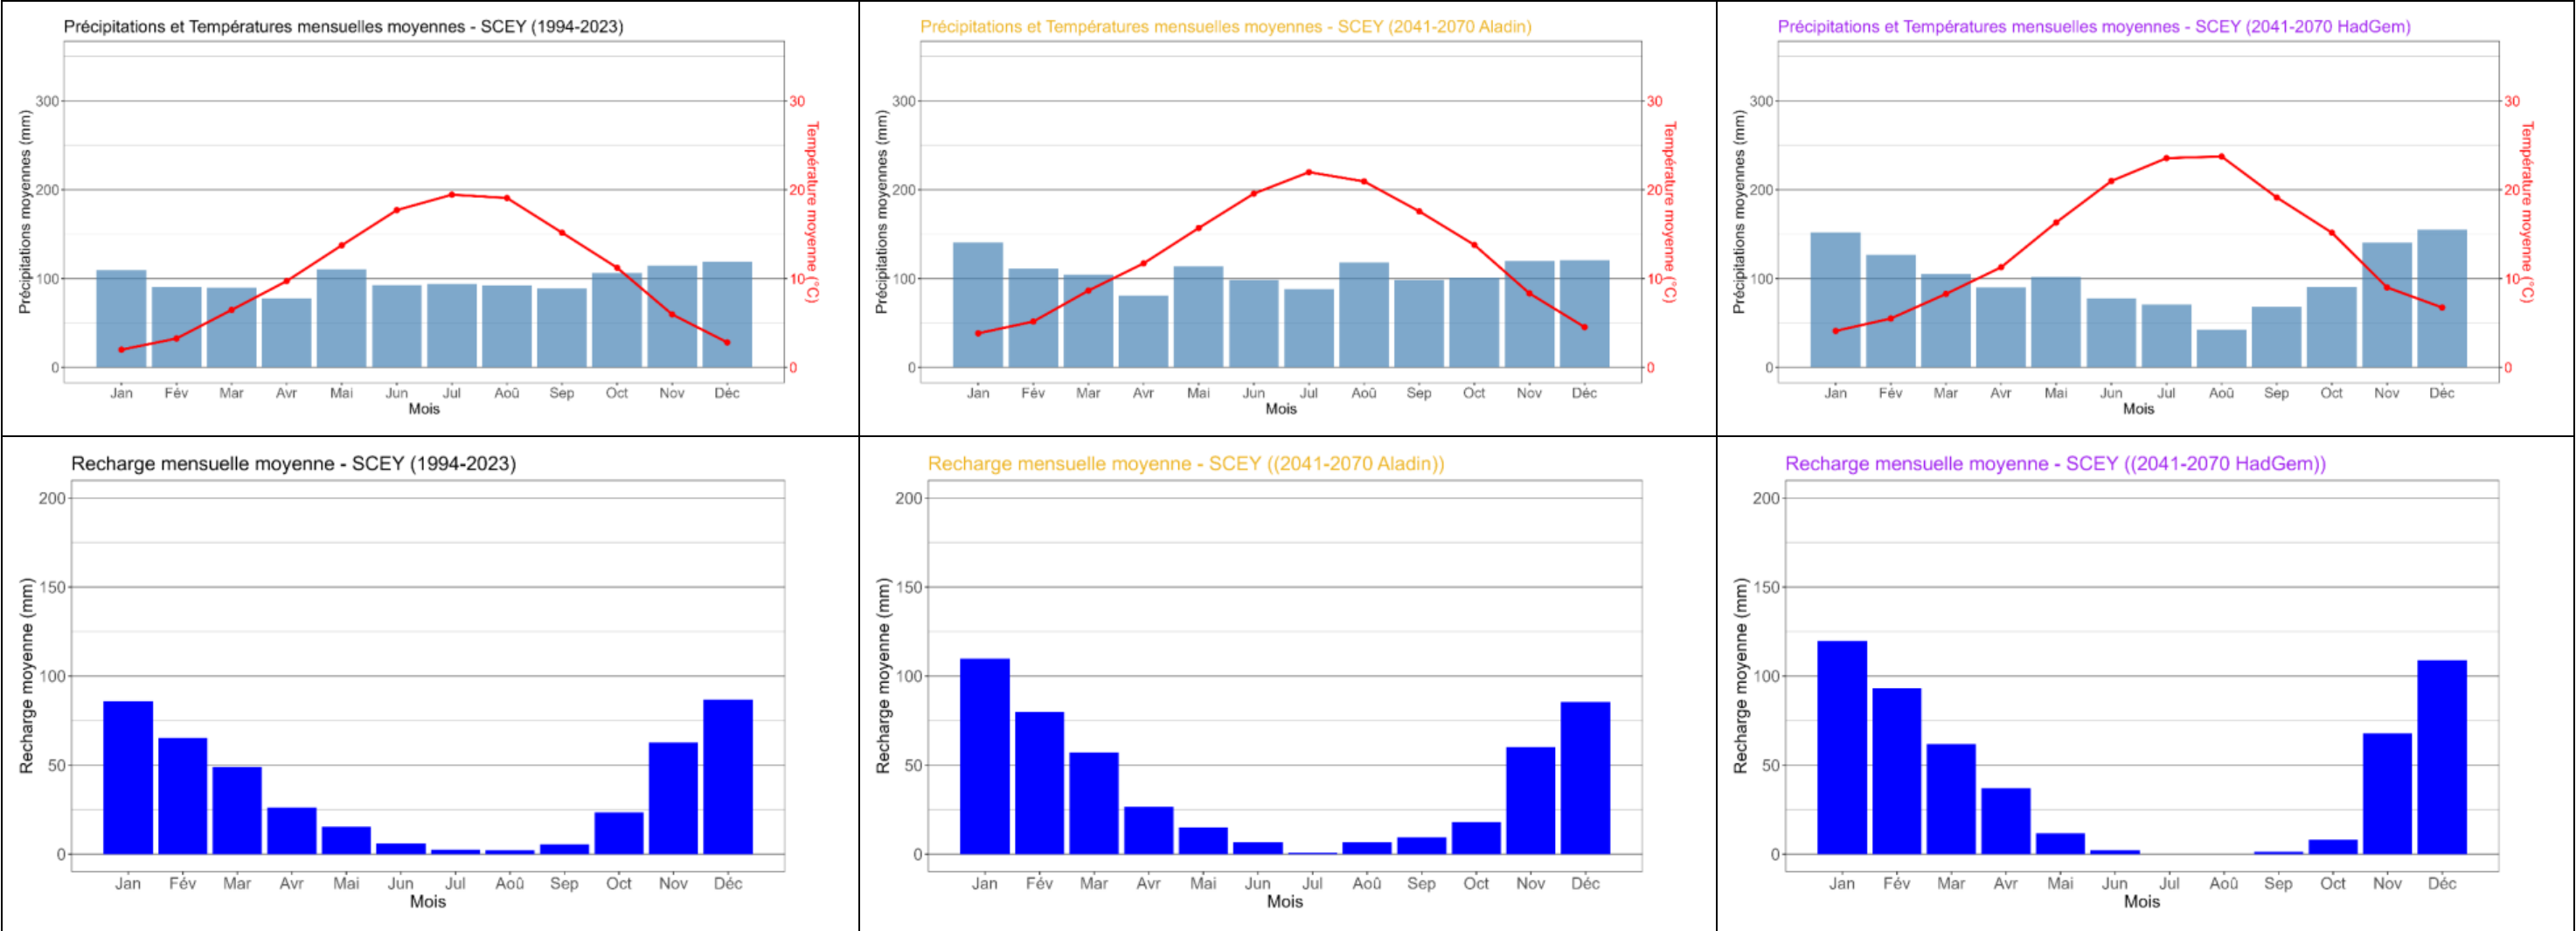 Précipitations et Températures mensuelles moyennes - SCEY (1994-2023)
Précipitations moyennes (mm)
300
200
100
0
30
20
10
0
Température moyenne (°C)
Jan Fév Mar Avr Mai Jun Jul Aoû Sep Oct Nov Déc
Mois
Précipitations et Températures mensuelles moyennes - SCEY (2041-2070 Aladin)
Précipitations moyennes (mm)
300
200
100
0
30
20
10
0
Température moyenne (°C)
Jan Fév Mar Avr Mai Jun Jul Aoû Sep Oct Nov Déc
Mois
Précipitations et Températures mensuelles moyennes - SCEY (2041-2070 HadGem)
Précipitations moyennes (mm)
300
200
100
0
30
20
10
0
Température moyenne (°C)
Jan Fév Mar Avr Mai Jun Jul Aoû Sep Oct Nov Déc
Mois
Recharge mensuelle moyenne - SCEY (1994-2023)
Recharge moyenne (mm)
200
150
100
50
0
Jan Fév Mar Avr Mai Jun Jul Aoû Sep Oct Nov Déc
Mois
Recharge mensuelle moyenne - SCEY ((2041-2070 Aladin))
Recharge moyenne (mm)
200
150
100
50
0
Jan Fév Mar Avr Mai Jun Jul Aoû Sep Oct Nov Déc
Mois
Recharge mensuelle moyenne - SCEY ((2041-2070 HadGem))
Recharge moyenne (mm)
200
150
100
50
0
Jan Fév Mar Avr Mai Jun Jul Aoû Sep Oct Nov Déc
Mois